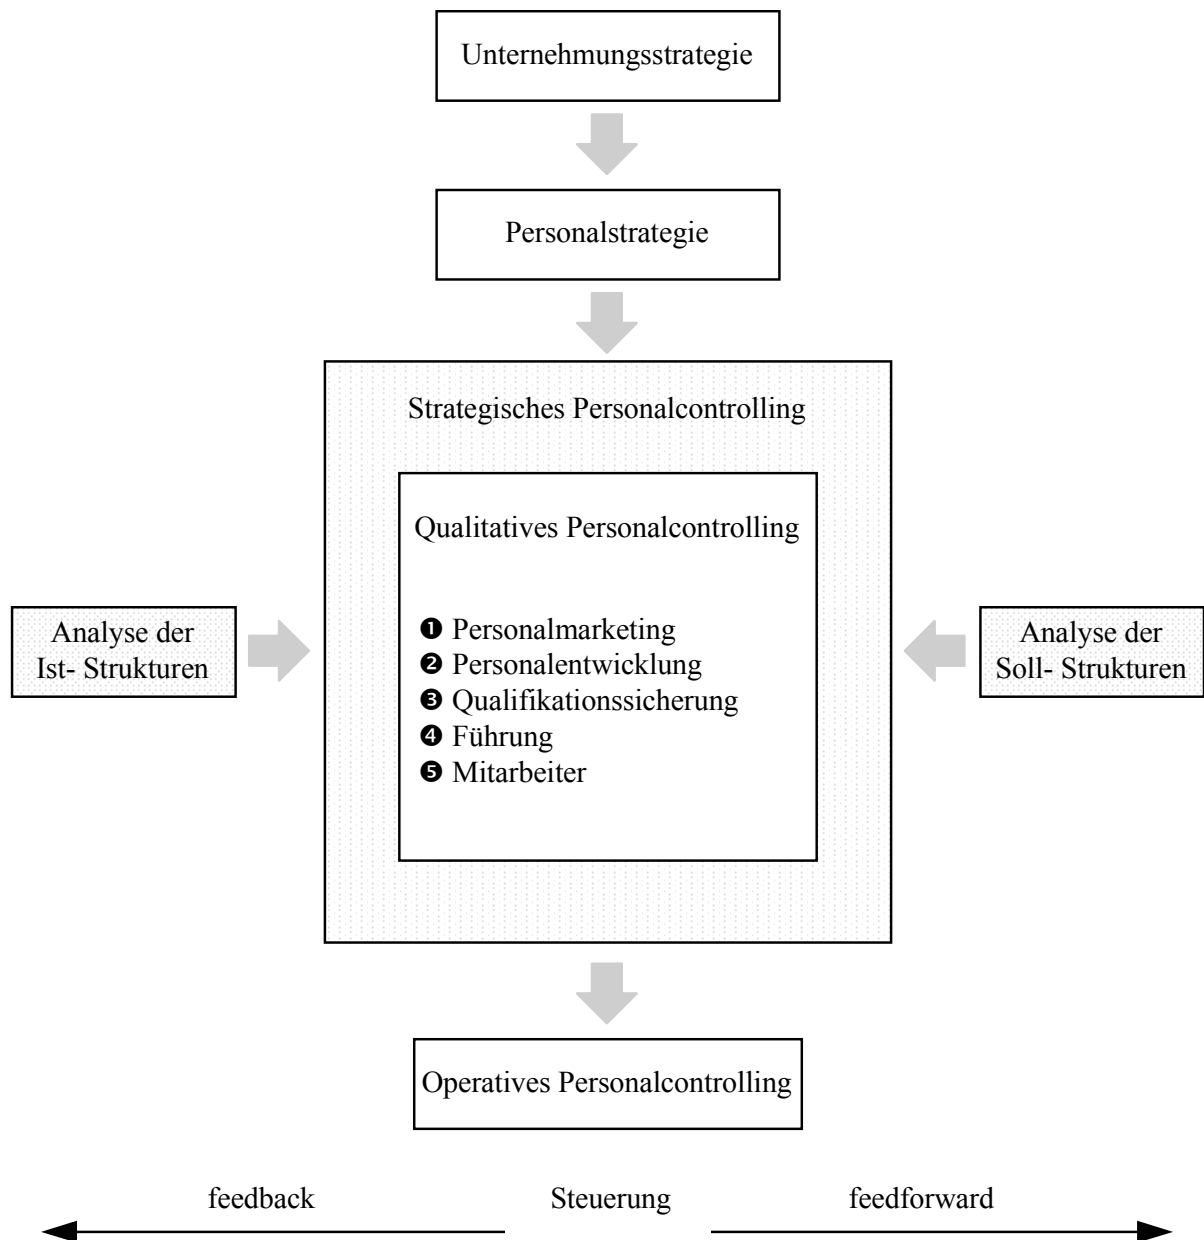 Unternehmungsstrategie
Personalstrategie
Strategisches Personalcontrolling
Qualitatives Personalcontrolling
❶ Personalmarketing
❷ Personalentwicklung
❸ Qualifikationssicherung
❹ Führung
❺ Mitarbeiter
Analyse der
Ist- Strukturen
Analyse der
Soll- Strukturen
Operatives Personalcontrolling
feedback Steuerung feedforward